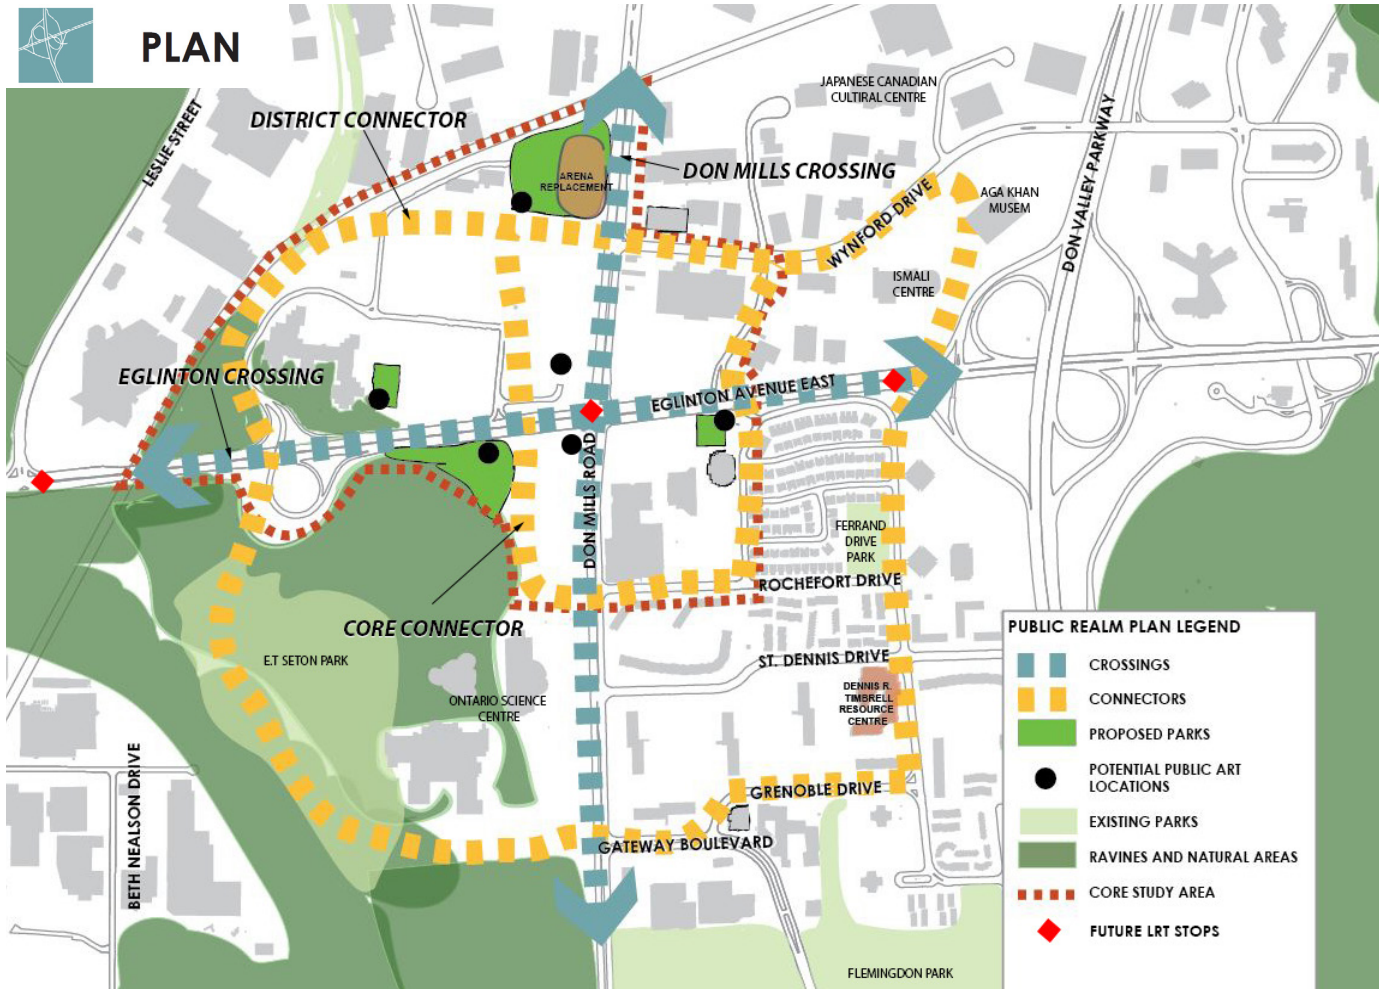 PLAN
JAPANESE CANADIAN
CULTIRAL CENTRE
LESLIE STREET
DISTRICT CONNECTOR
DON MILLS CROSSING
DON VALLEY PARKWAY
ARENA
REPLACEMENT
WYNFORD DRIVE
AGA KHAN
MUSEM
ISMALI
CENTRE
EGLINTON CROSSING
EGLINTON AVENUE EAST
DON MILLS ROAD
FERRAND
DRIVE
PARK
ROCHEFORT DRIVE
CORE CONNECTOR
E.T SETON PARK
ST. DENNIS DRIVE
ONTARIO SCIENCE
CENTRE
DENNIS R.
TIMBRELL
RESOURCE
CENTRE
BETH NEALSON DRIVE
GRENOBLE DRIVE
GATEWAY BOULEVARD
FLEMINGDON PARK
PUBLIC REALM PLAN LEGEND
CROSSINGS
CONNECTORS
PROPOSED PARKS
POTENTIAL PUBLIC ART
LOCATIONS
EXISTING PARKS
RAVINES AND NATURAL AREAS
CORE STUDY AREA
FUTURE LRT STOPS